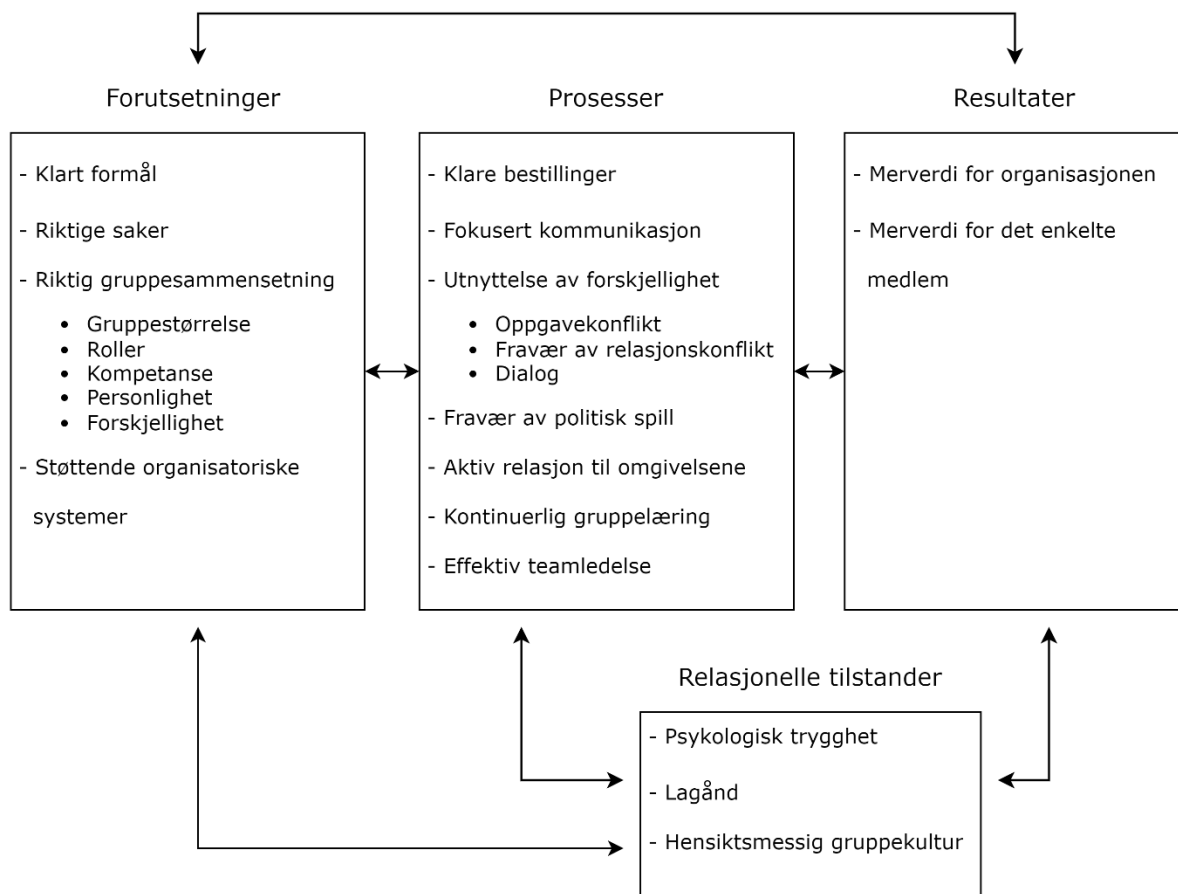 Forutsetninger
- Klart formål
- Riktige saker
- Riktig gruppesammensetning
• Gruppestørrelse
• Roller
• Kompetanse
• Personlighet
• Forskjellighet
- Støttende organisatoriske
systemer
Prosesser
- Klare bestillinger
- Fokusert kommunikasjon
- Utnyttelse av forskjellighet
• Oppgavekonflikt
• Fravær av relasjonskonflikt
• Dialog
- Fravær av politisk spill
- Aktiv relasjon til omgivelsene
- Kontinuerlig gruppelæring
- Effektiv teamledelse
Resultater
- Merverdi for organisasjonen
- Merverdi for det enkelte
medlem
Relasjonelle tilstander
- Psykologisk trygghet
- Lagånd
- Hensiktsmessig gruppekultur